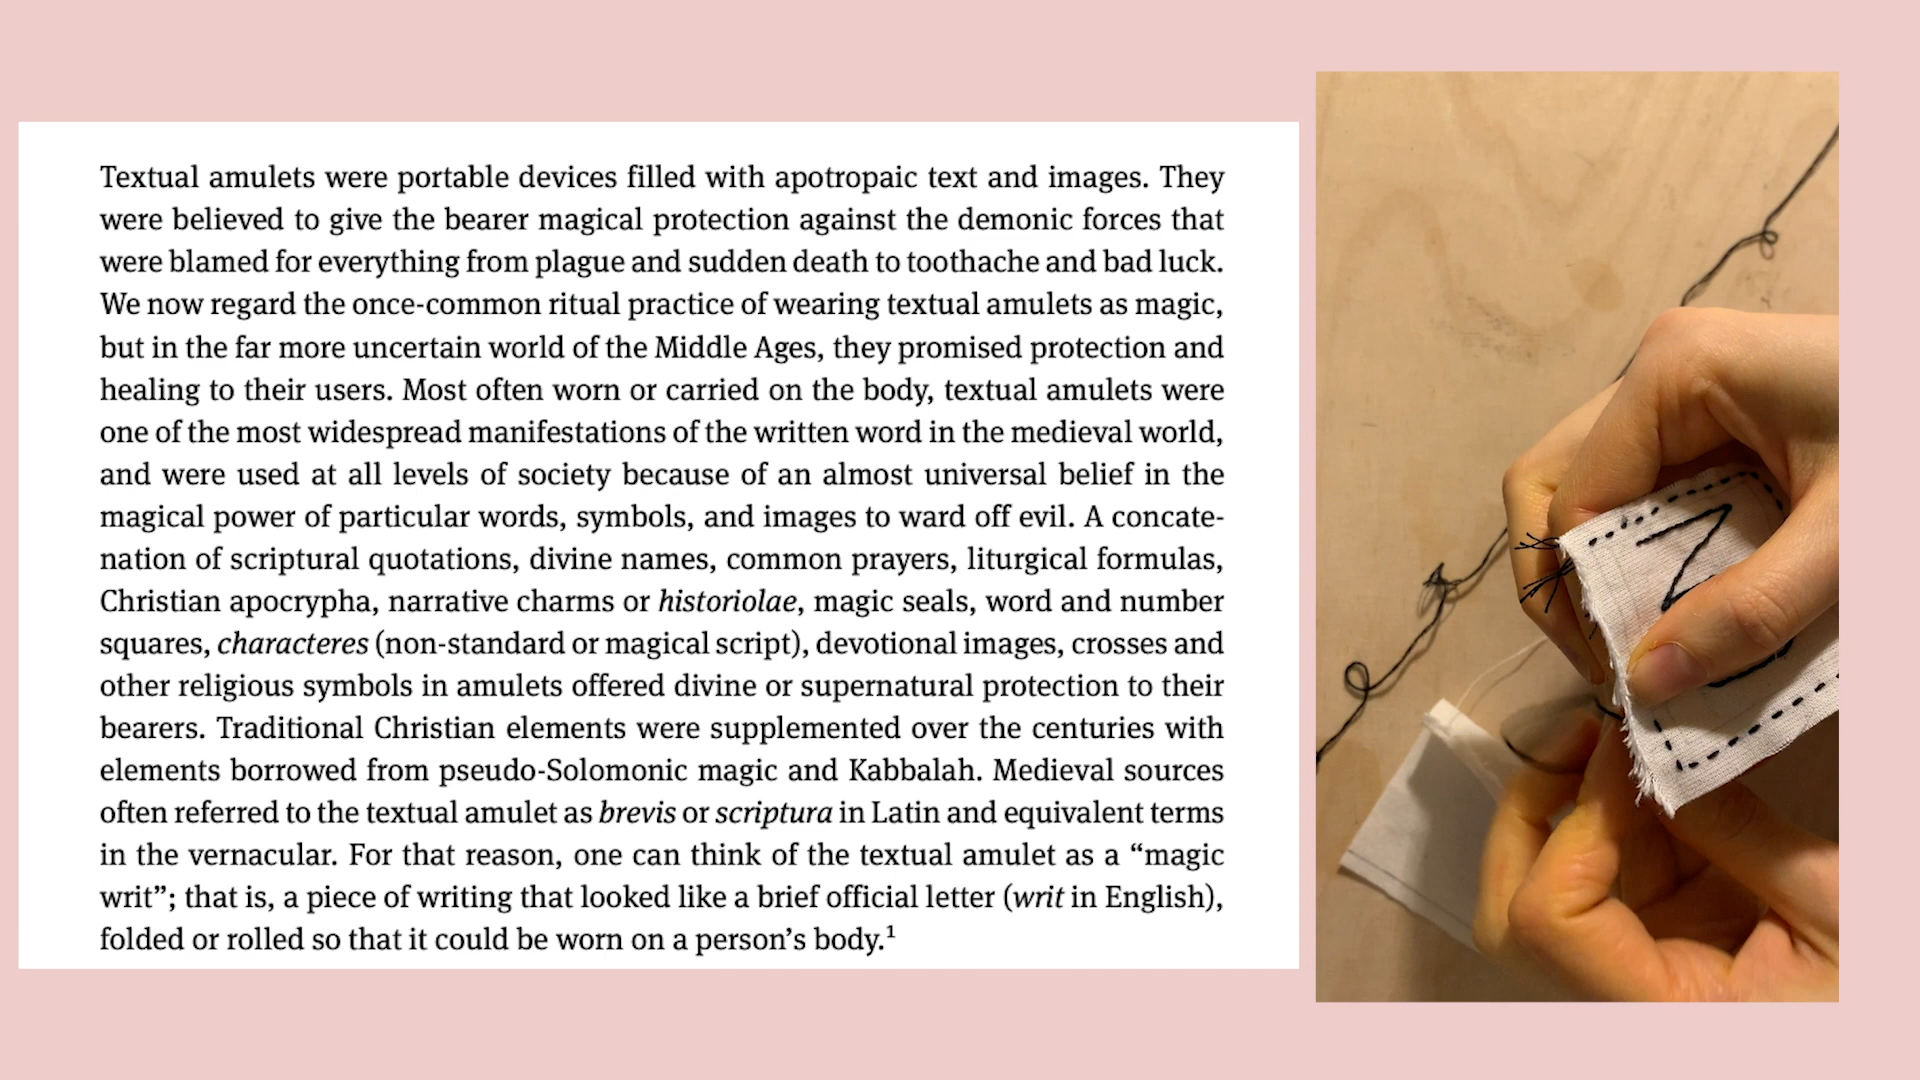 Textual amulets were portable devices filled with apotropaic text and images. They
were believed to give the bearer magical protection against the demonic forces that
were blamed for everything from plague and sudden death to toothache and bad luck.
We now regard the once-common ritual practice of wearing textual amulets as magic,
but in the far more uncertain world of the Middle Ages, they promised protection and
healing to their users. Most often worn or carried on the body, textual amulets were
one of the most widespread manifestations of the written word in the medieval world,
and were used at all levels of society because of an almost universal belief in the
magical power of particular words, symbols, and images to ward off evil. A concate-
nation of scriptural quotations, divine names, common prayers, liturgical formulas,
Christian apocrypha, narrative charms or historiolae, magic seals, word and number
squares, characteres (non-standard or magical script), devotional images, crosses and
other religious symbols in amulets offered divine or supernatural protection to their
bearers. Traditional Christian elements were supplemented over the centuries with
elements borrowed from pseudo-Solomonic magic and Kabbalah. Medieval sources
often referred to the textual amulet as brevis or scriptura in Latin and equivalent terms
in the vernacular. For that reason, one can think of the textual amulet as a “magic
writ”; that is, a piece of writing that looked like a brief official letter (writ in English),
folded or rolled so that it could be worn on a person’s body.¹